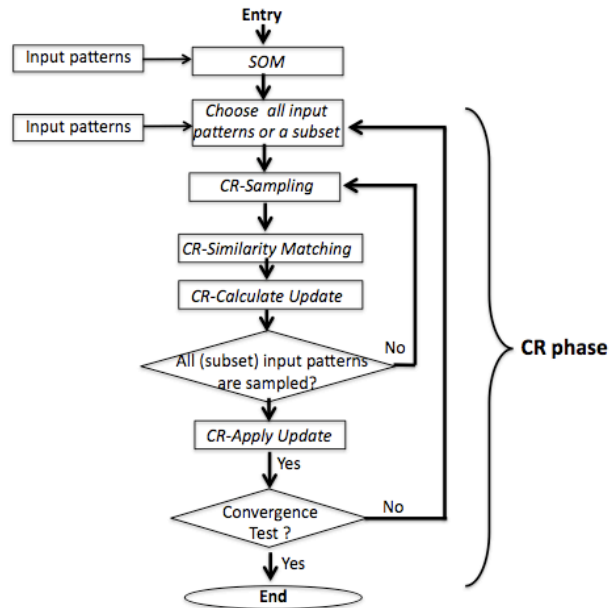 Entry
Input patterns
SOM
Choose all input
patterns or a subset
Input patterns
CR-Sampling
CR-Similarity Matching
CR-Calculate Update
No
All (subset) input patterns
are sampled?
CR phase
CR-Apply Update
Yes
No
Convergence
Test ?
Yes
End